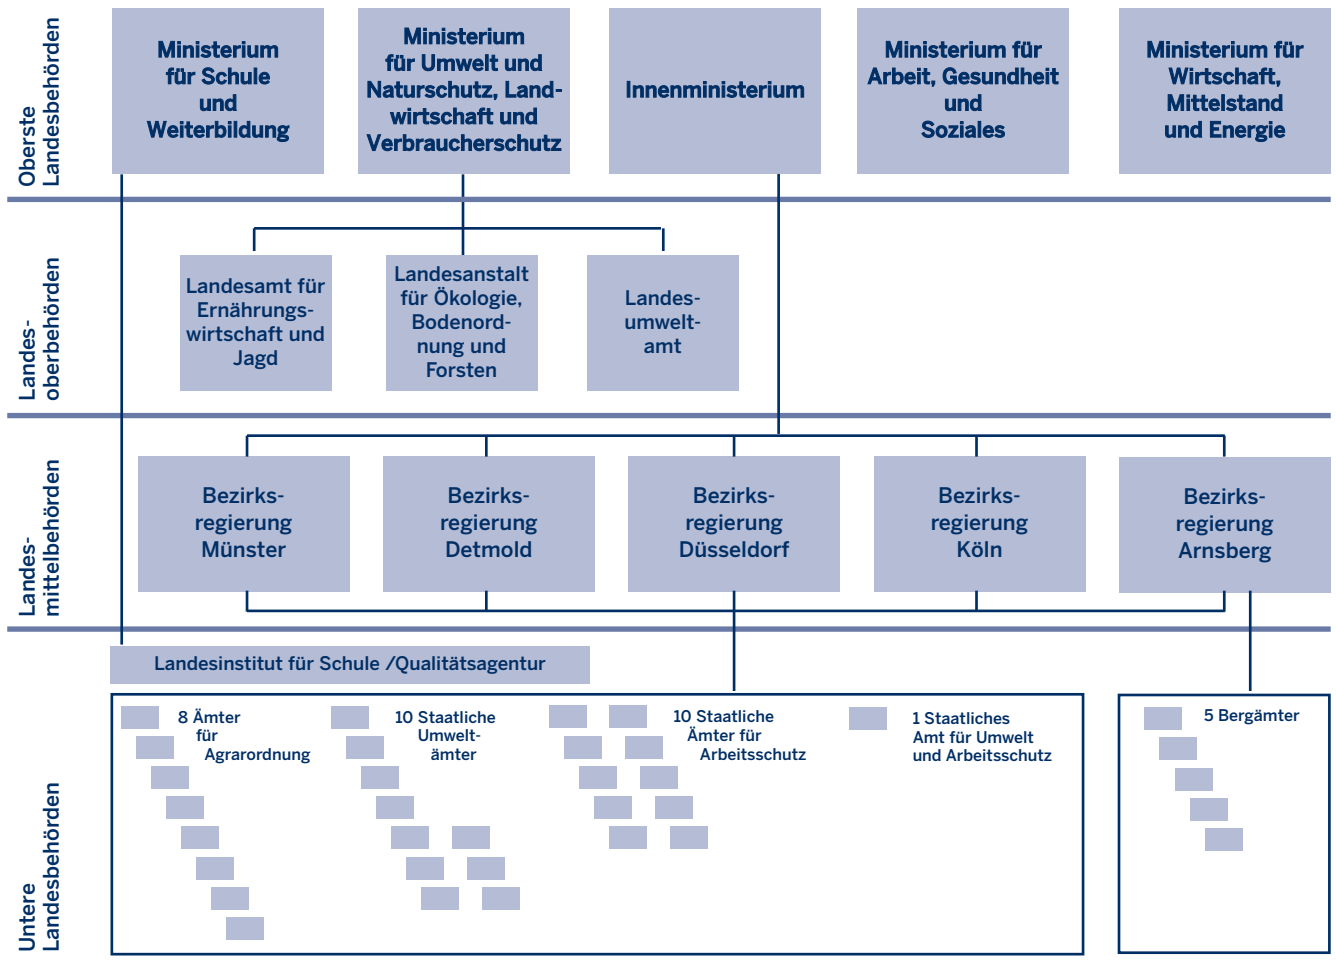 Oberste
Landesbehörden
Ministerium
für Schule
und
Weiterbildung
Ministerium
für Umwelt und
Naturschutz, Land-
wirtschaft und
Verbraucherschutz
Innenministerium
Ministerium für
Arbeit, Gesundheit
und
Soziales
Ministerium für
Wirtschaft,
Mittelstand
und Energie
Landes-
oberbehörden
Landesamt für
Ernährungs-
wirtschaft und
Jagd
Landesanstalt
für Ökologie,
Bodenord-
nung und
Forsten
Landes-
umwelt-
amt
Landes-
mittelbehörden
Bezirks-
regierung
Münster
Bezirks-
regierung
Detmold
Bezirks-
regierung
Düsseldorf
Bezirks-
regierung
Köln
Bezirks-
regierung
Arnsberg
Untere
Landesbehörden
Landesinstitut für Schule /Qualitätsagentur
8 Ämter
für
Agrarordnung
10 Staatliche
Umwelt-
ämter
10 Staatliche
Ämter für
Arbeitsschutz
1 Staatliches
Amt für Umwelt
und Arbeitsschutz
5 Bergämter